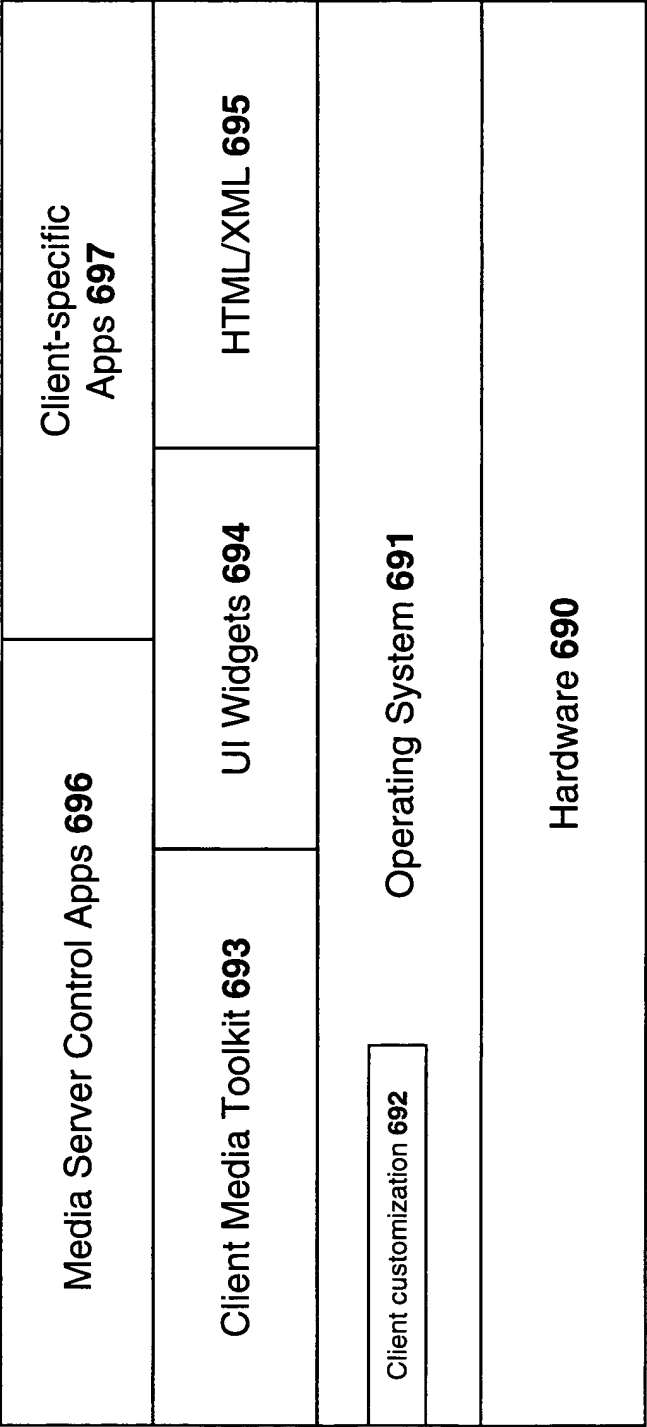 Media Server Control Apps 696
Client-specific
Apps 697
Client Media Toolkit 693
UI Widgets 694
HTML/XML 695
Client customization 692
Operating System 691
Hardware 690